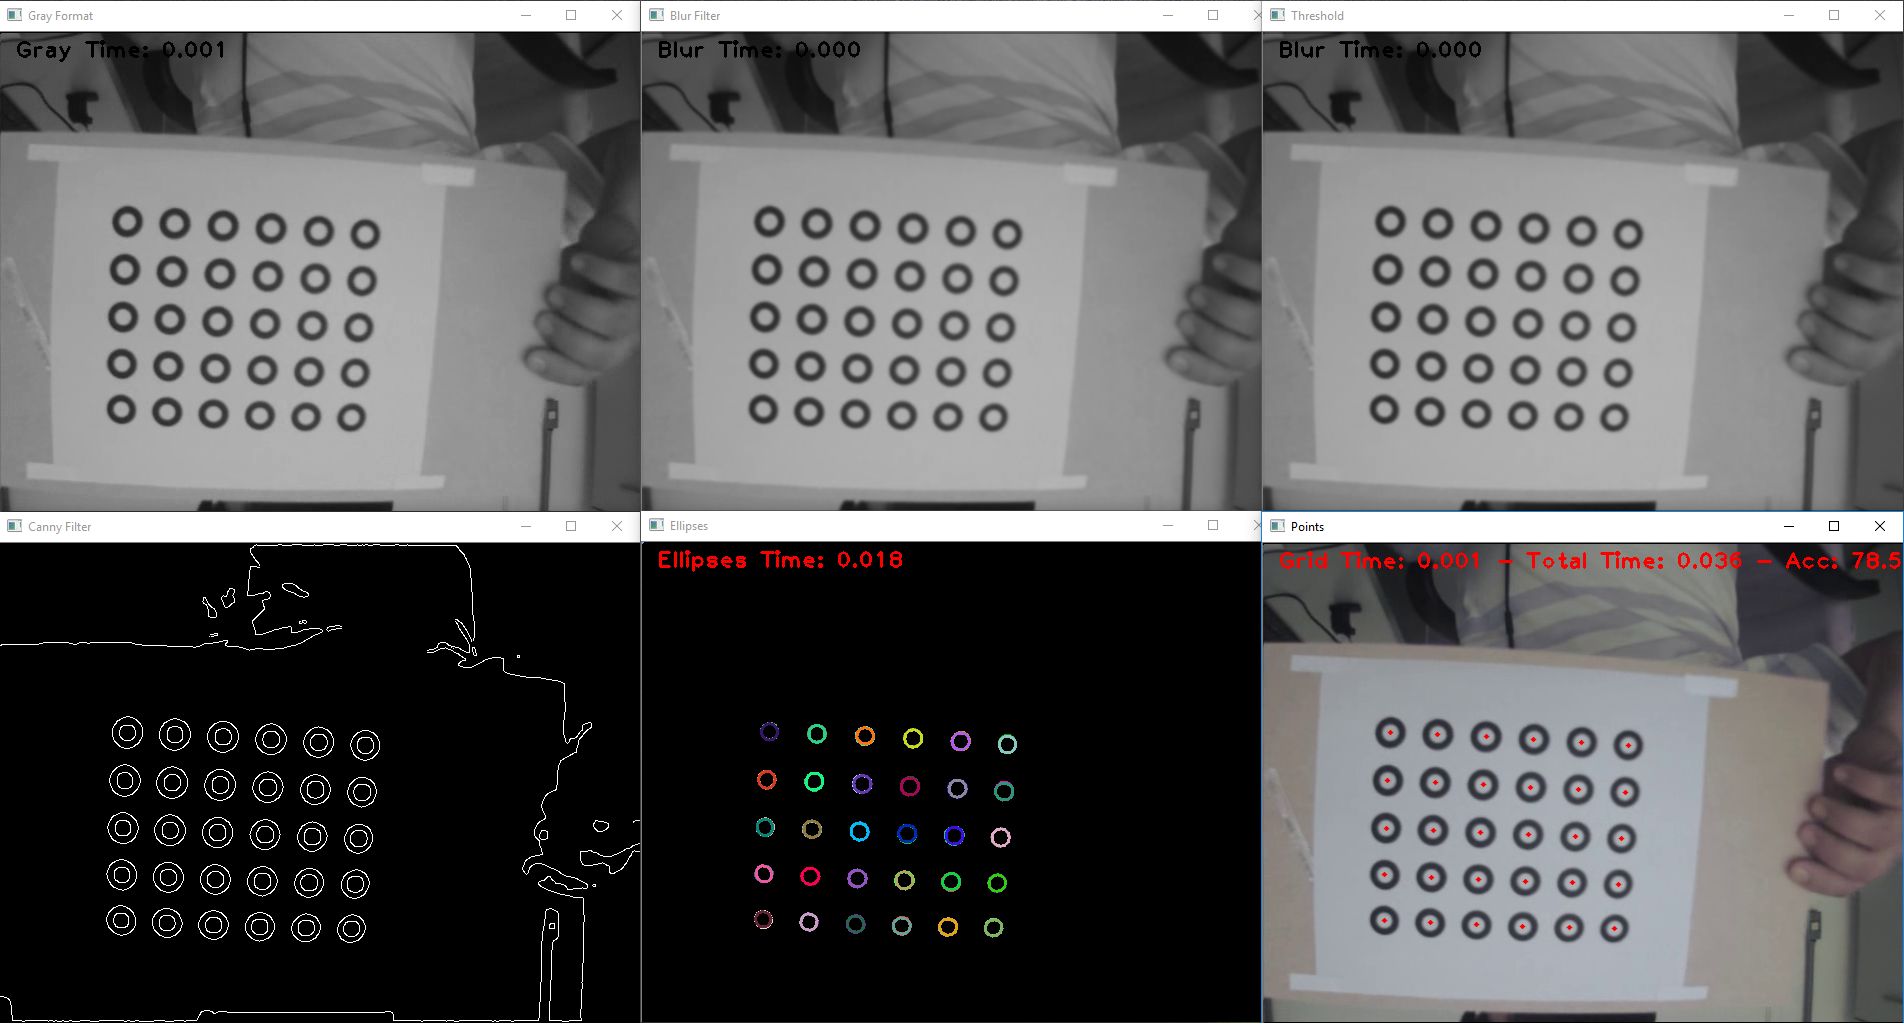 Gray Format
Blur Filter
Threshold
Gray Time: 0.001
Blur Time: 0.000
Blur Time: 0.000
Canny Filter
Ellipses
Points
Ellipses Time: 0.018
Grid Time: 0.001 - Total Time: 0.036 - Acc: 78.5